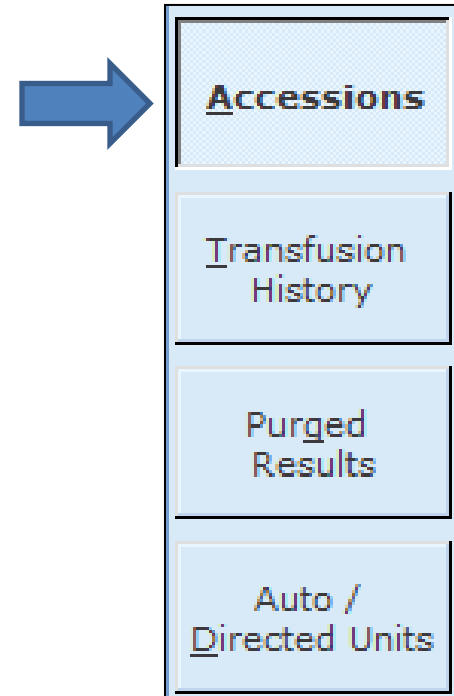 Accessions
Transfusion
History
Purged
Results
Auto /
Directed Units